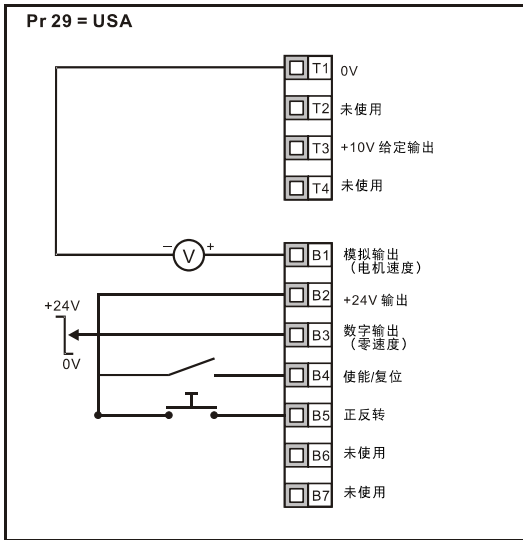 Pr 29 = USA
T1 0V
T2 未使用
T3 +10V 给定输出
T4 未使用
− V +
B1 模拟输出
（电机速度）
B2 +24V 输出
+24V
B3 数字输出
（零速度）
0V
B4 使能/复位
B5 正反转
B6 未使用
B7 未使用